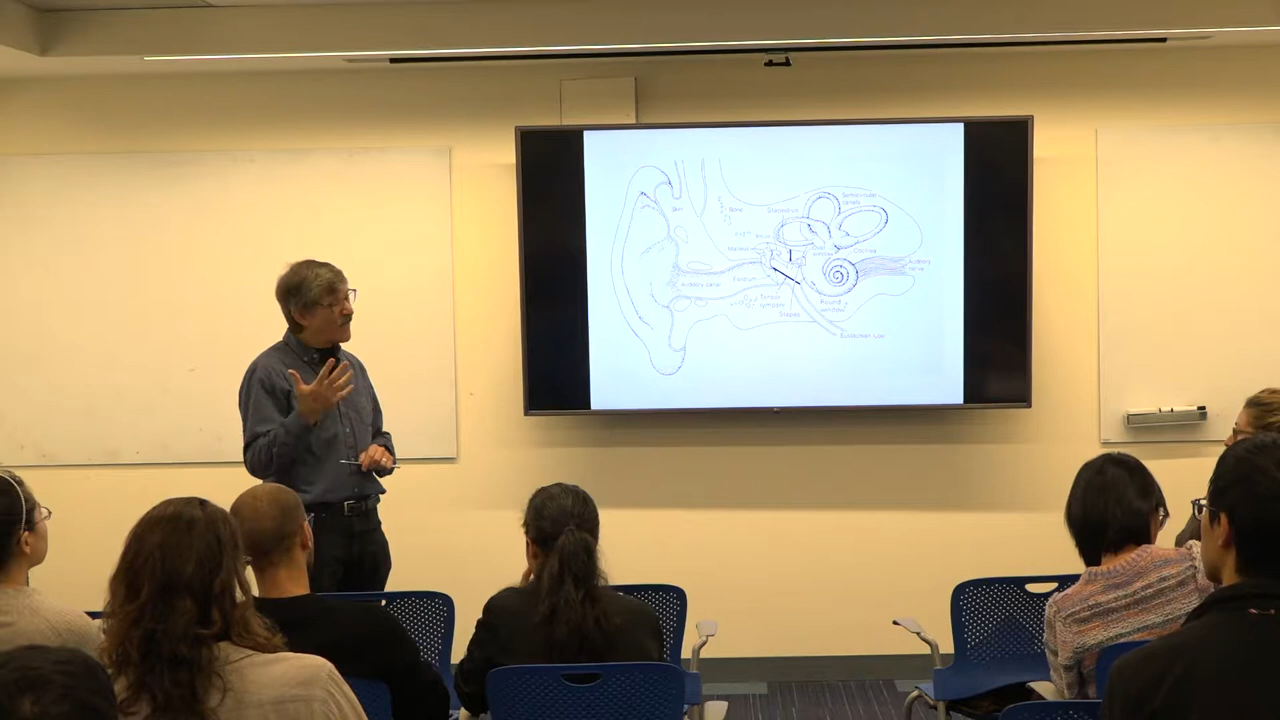 Semicircular
canals
Skin
Bone
Stapedius
Incus
Malleus
Oval
window
Cochlea
Auditory
nerve
Auditory canal
Eardrum
Tensor
tympani
Round
window
Stapes
Eustachian